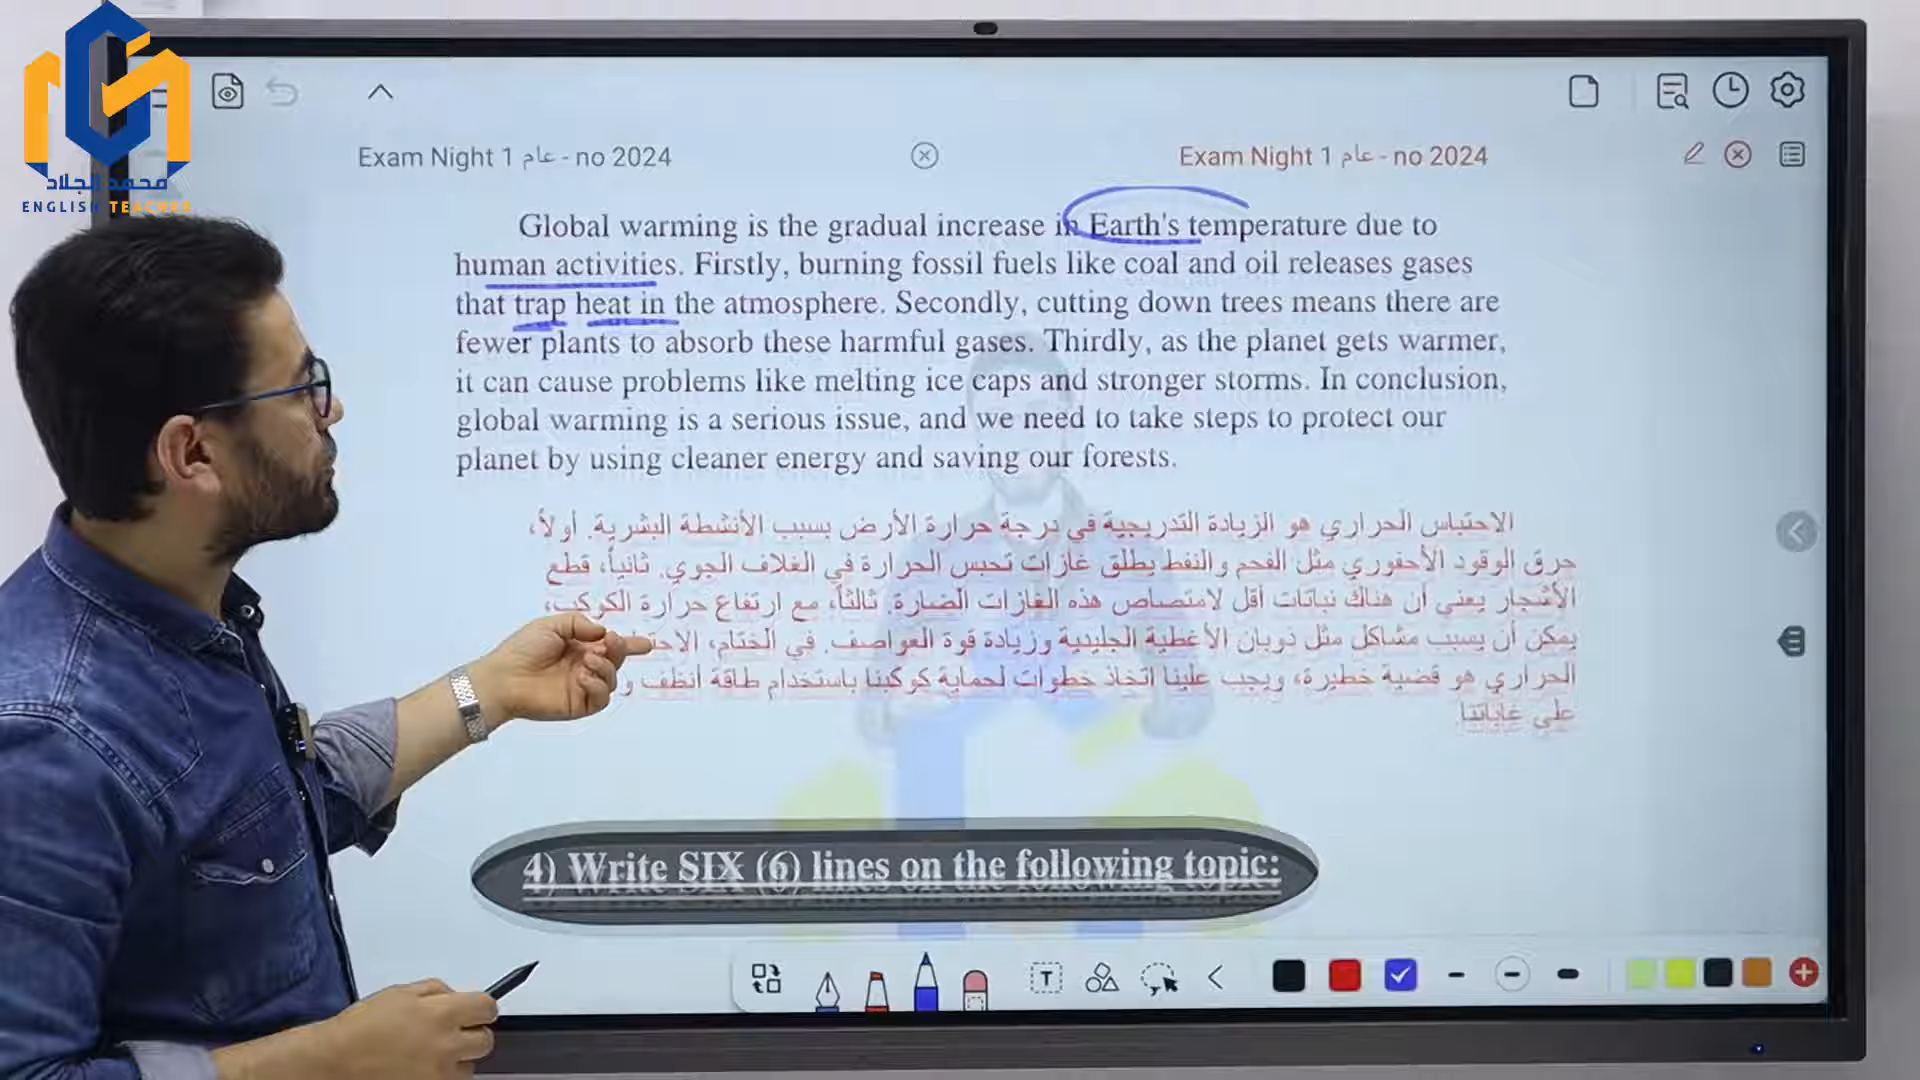 محمد الجلاد
ENGLISH TEACHER
Exam Night 1 عام - no 2024
Exam Night 1 عام - no 2024
Global warming is the gradual increase in Earth's temperature due to
human activities. Firstly, burning fossil fuels like coal and oil releases gases
that trap heat in the atmosphere. Secondly, cutting down trees means there are
fewer plants to absorb these harmful gases. Thirdly, as the planet gets warmer,
it can cause problems like melting ice caps and stronger storms. In conclusion,
global warming is a serious issue, and we need to take steps to protect our
planet by using cleaner energy and saving our forests.
الاحتباس الحراري هو الزيادة التدريجية في درجة حرارة الأرض بسبب الأنشطة البشرية. أولاً،
حرق الوقود الأحفوري مثل الفحم والنفط يطلق غازات تحبس الحرارة في الغلاف الجوي. ثانياً، قطع
الأشجار يعني أن هناك نباتات أقل لامتصاص هذه الغازات الضارة. ثالثاً، مع ارتفاع حرارة الكوكب،
يمكن أن يسبب مشاكل مثل ذوبان الأغطية الجليدية وزيادة قوة العواصف. في الختام،
الحراري هو قضية خطيرة، ويجب علينا اتخاذ خطوات لحماية كوكبنا باستخدام طاقة أنظف
على غاباتنا.
4) Write SIX (6) lines on the following topic:
T